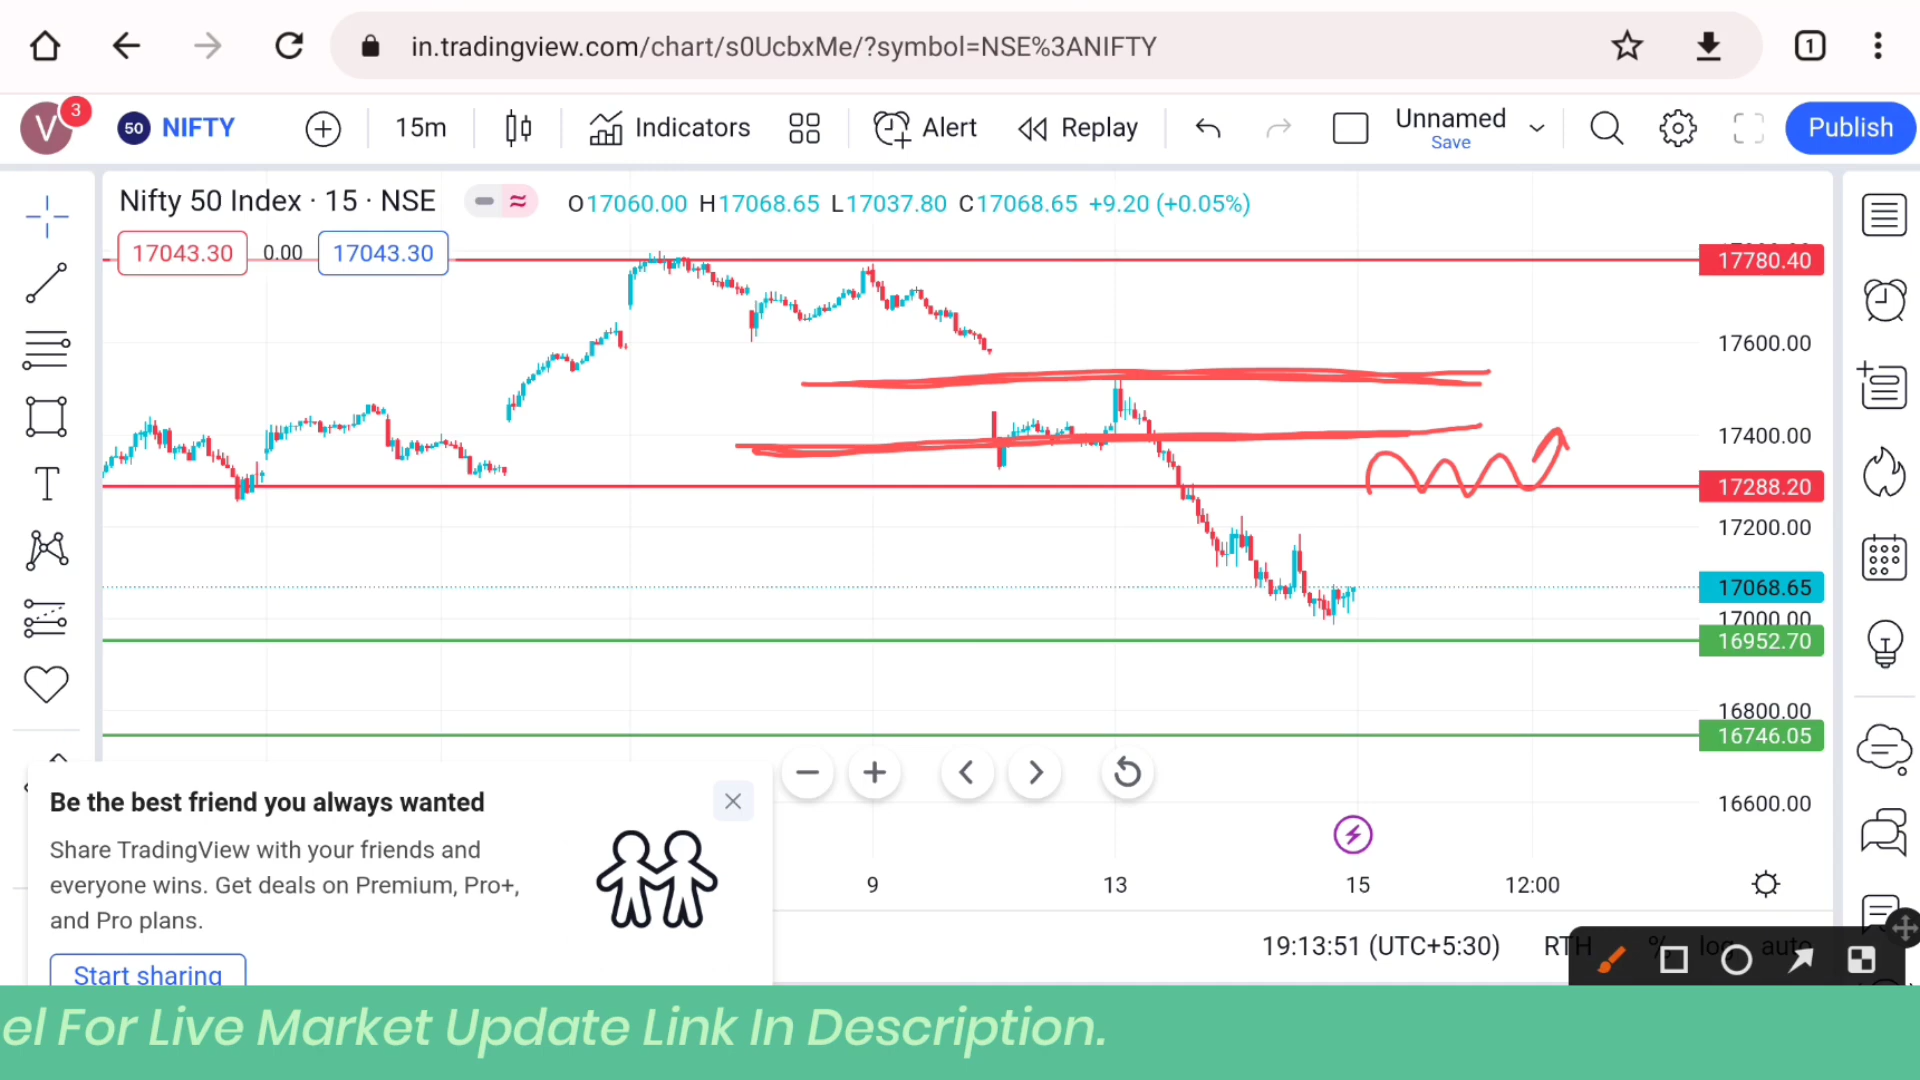 in.tradingview.com/chart/s0UcbxMe/?symbol=NSE%3ANIFTY
1
V 3 50 NIFTY 15m Indicators Alert Replay Unnamed Save Publish
Nifty 50 Index · 15 · NSE O17060.00 H17068.65 L17037.80 C17068.65 +9.20 (+0.05%)
17043.30 0.00 17043.30
17780.40
17600.00
17400.00
17288.20
17200.00
17068.65
17000.00
16952.70
16800.00
16746.05
16600.00
T
Be the best friend you always wanted
Share TradingView with your friends and
everyone wins. Get deals on Premium, Pro+,
and Pro plans.
Start sharing
9 13 15 12:00
19:13:51 (UTC+5:30) RTH % log auto
el For Live Market Update Link In Description.